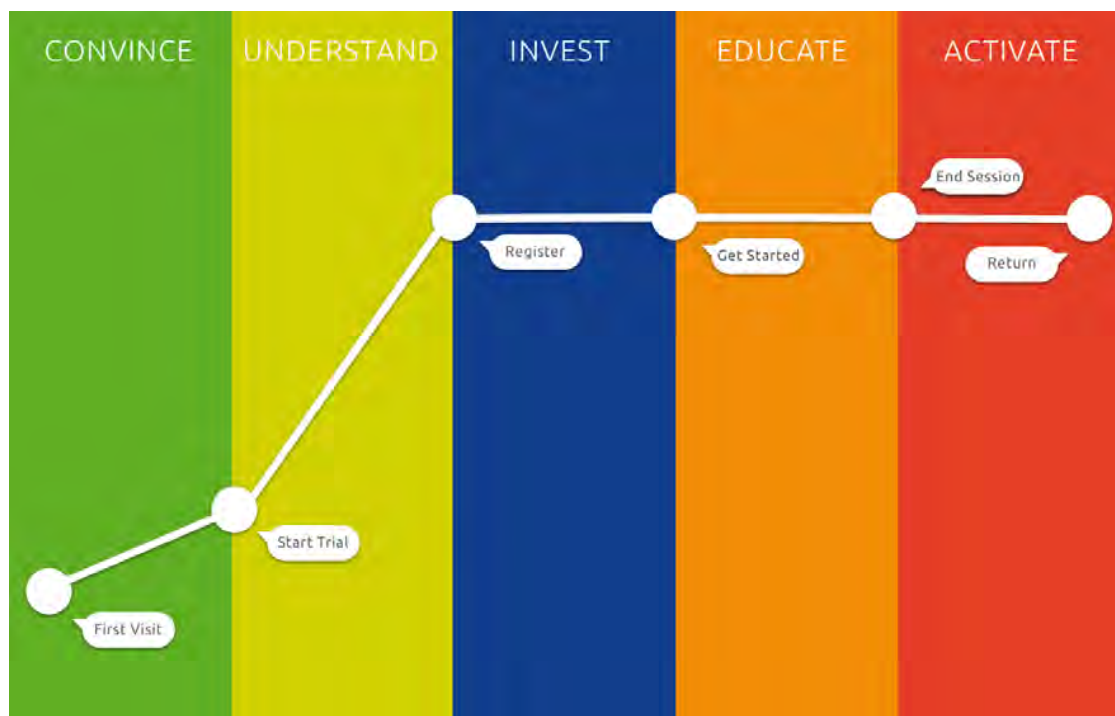 CONVINCE
UNDERSTAND
INVEST
EDUCATE
ACTIVATE
End Session
Register
Get Started
Return
Start Trial
First Visit